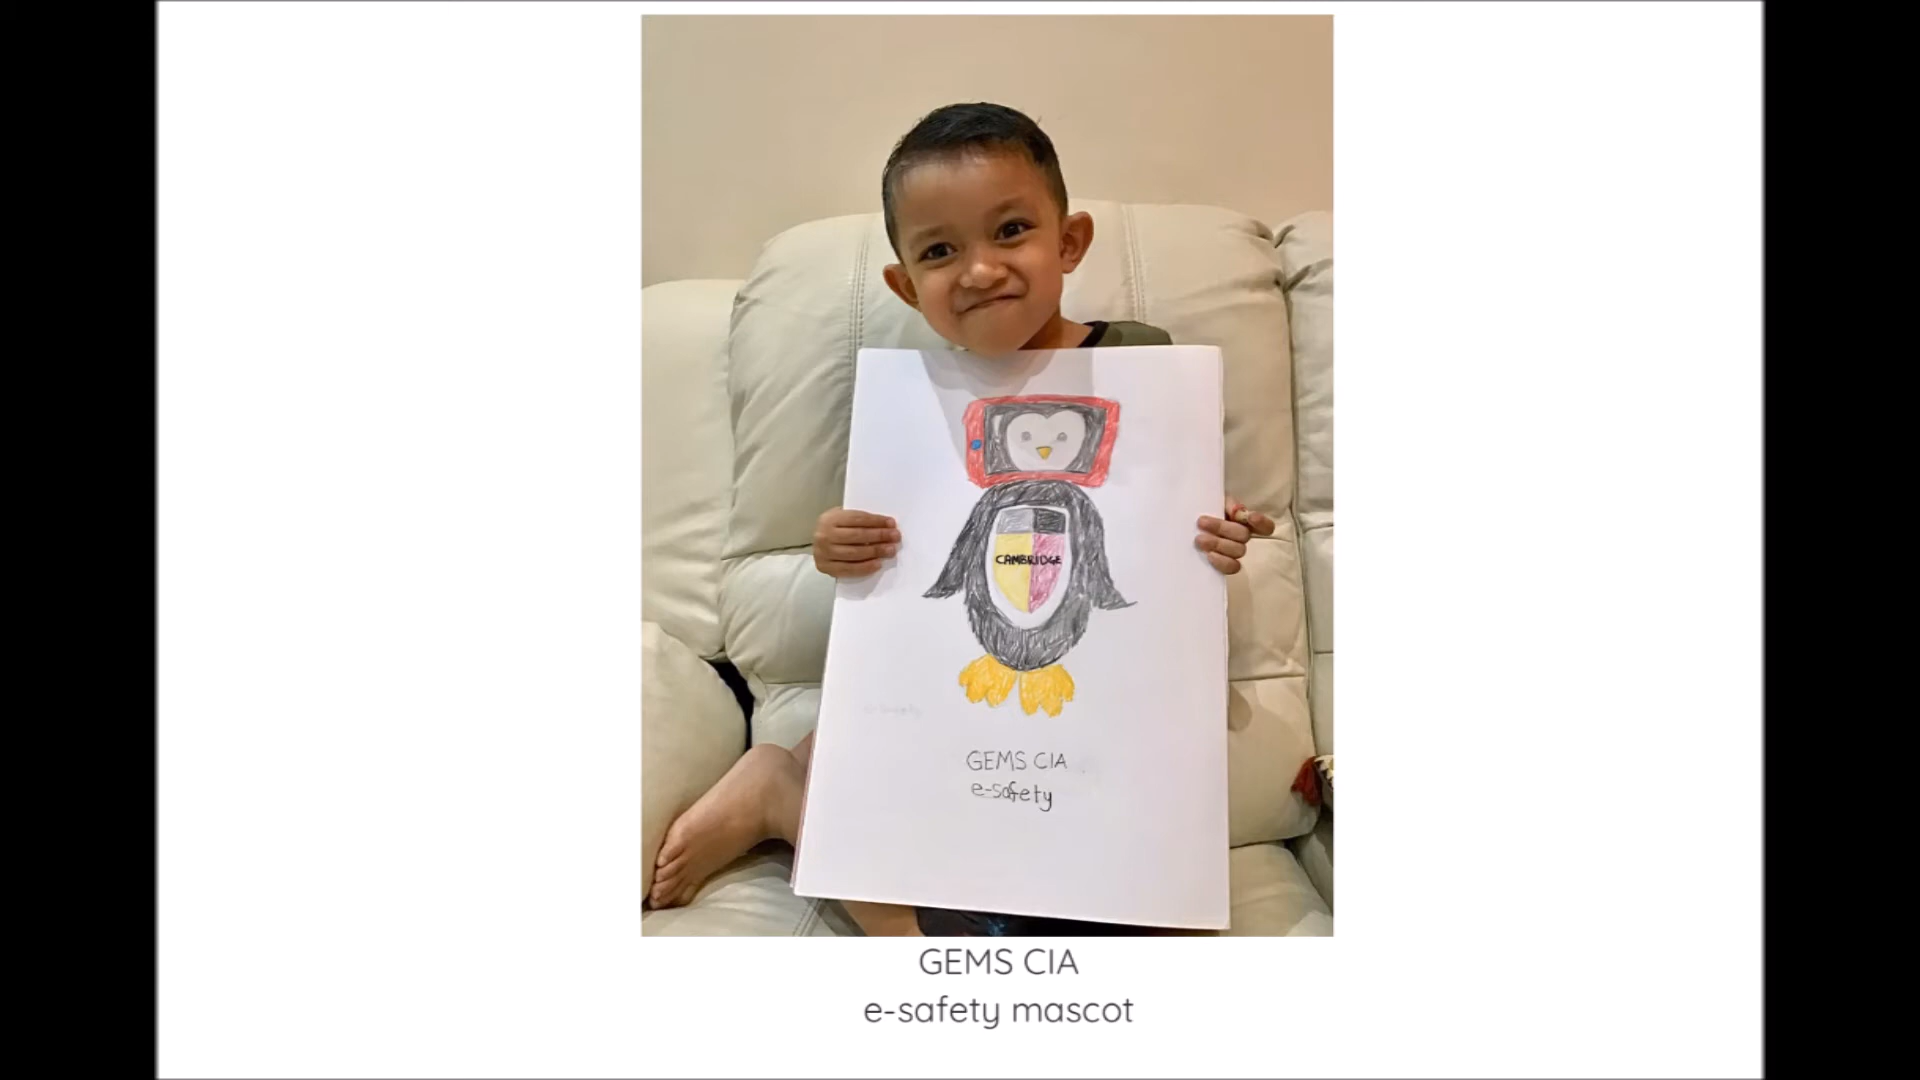 CAMBRIDGE
GEMS CIA
e-safety
GEMS CIA
e-safety mascot